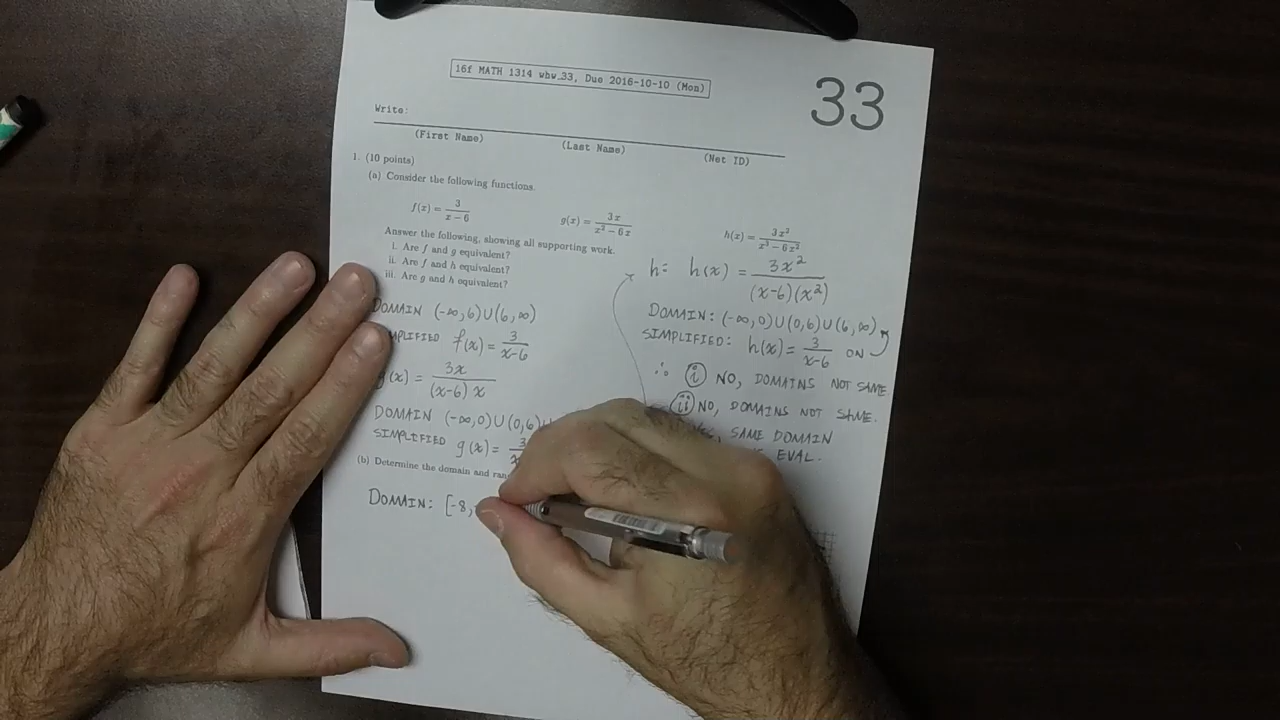 16f MATH 1314 whw_33, Due 2016-10-10 (Mon)
33
Write:
(First Name) (Last Name) (Net ID)
1. (10 points)
(a) Consider the following functions.
f(x) = 3/(x − 6) g(x) = 3x/(x² − 6x) h(x) = 3x²/(x³ − 6x²)
Answer the following, showing all supporting work.
i. Are f and g equivalent?
ii. Are f and h equivalent?
iii. Are g and h equivalent?
DOMAIN (-∞,6)∪(6,∞)
SIMPLIFIED f(x) = 3/(x-6)
(x) = 3x/((x-6) x)
DOMAIN (-∞,0)∪(0,6)
SIMPLIFIED g(x) = 3
h: h(x) = 3x²/((x-6)(x²))
DOMAIN: (-∞,0)∪(0,6)∪(6,∞)
SIMPLIFIED: h(x) = 3/(x-6) ON
∴ i NO, DOMAINS NOT SAME.
ii NO, DOMAINS NOT SAME.
YES, SAME DOMAIN
EVAL.
(b) Determine the domain and
DOMAIN: [-8,